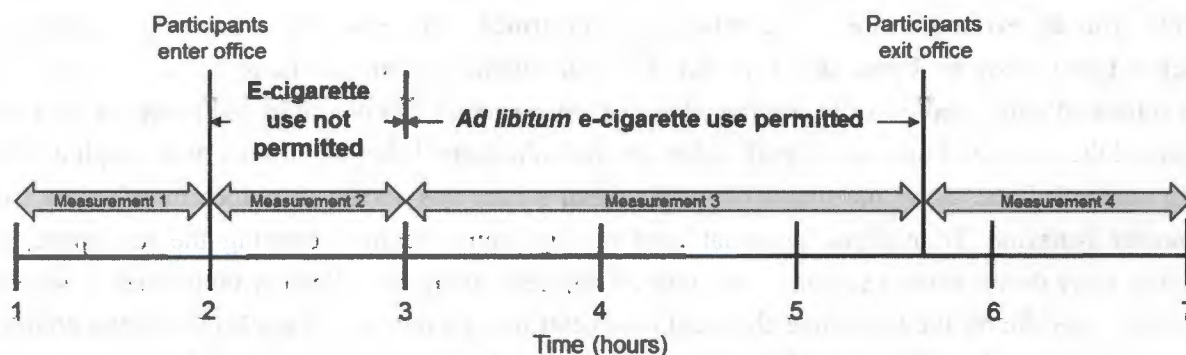 Participants
enter office
Participants
exit office
E-cigarette
use not
permitted
Ad libitum e-cigarette use permitted
Measurement 1
Measurement 2
Measurement 3
Measurement 4
1 2 3 4 5 6 7
Time (hours)